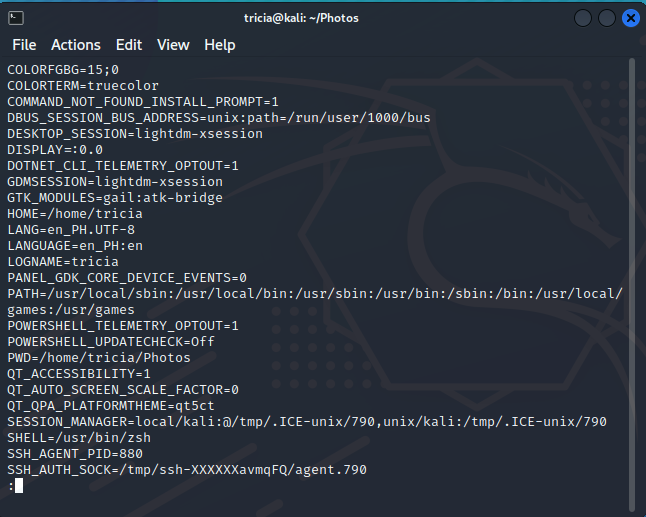 tricia@kali: ~/Photos
File Actions Edit View Help
COLORFGBG=15;0
COLORTERM=truecolor
COMMAND_NOT_FOUND_INSTALL_PROMPT=1
DBUS_SESSION_BUS_ADDRESS=unix:path=/run/user/1000/bus
DESKTOP_SESSION=lightdm-xsession
DISPLAY=:0.0
DOTNET_CLI_TELEMETRY_OPTOUT=1
GDMSESSION=lightdm-xsession
GTK_MODULES=gail:atk-bridge
HOME=/home/tricia
LANG=en_PH.UTF-8
LANGUAGE=en_PH:en
LOGNAME=tricia
PANEL_GDK_CORE_DEVICE_EVENTS=0
PATH=/usr/local/sbin:/usr/local/bin:/usr/sbin:/usr/bin:/sbin:/bin:/usr/local/
games:/usr/games
POWERSHELL_TELEMETRY_OPTOUT=1
POWERSHELL_UPDATECHECK=Off
PWD=/home/tricia/Photos
QT_ACCESSIBILITY=1
QT_AUTO_SCREEN_SCALE_FACTOR=0
QT_QPA_PLATFORMTHEME=qt5ct
SESSION_MANAGER=local/kali:@/tmp/.ICE-unix/790,unix/kali:/tmp/.ICE-unix/790
SHELL=/usr/bin/zsh
SSH_AGENT_PID=880
SSH_AUTH_SOCK=/tmp/ssh-XXXXXXavmqFQ/agent.790
: